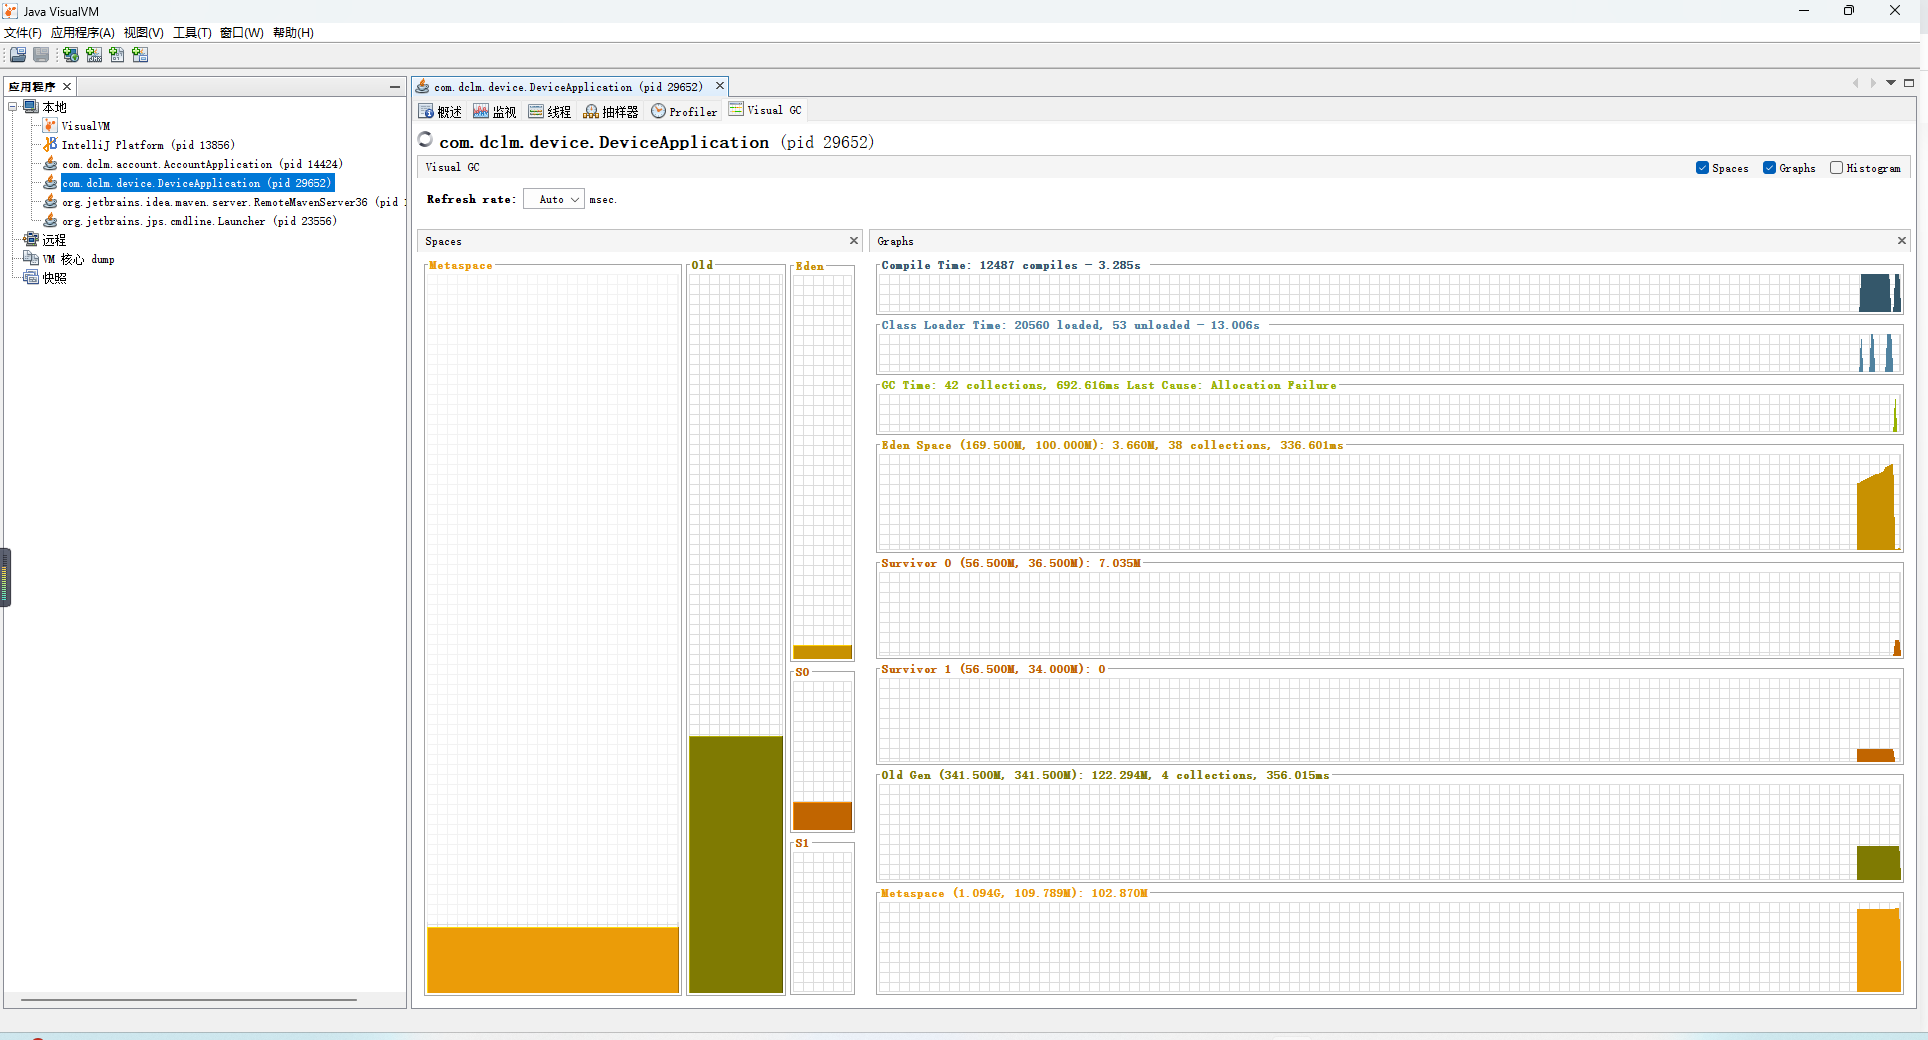 Java VisualVM
文件(F) 应用程序(A) 视图(V) 工具(T) 窗口(W) 帮助(H)
应用程序
本地
VisualVM
IntelliJ Platform (pid 13856)
com.dclm.account.AccountApplication (pid 14424)
com.dclm.device.DeviceApplication (pid 29652)
org.jetbrains.idea.maven.server.RemoteMavenServer36 (pid
org.jetbrains.jps.cmdline.Launcher (pid 23556)
远程
VM 核心 dump
快照
com.dclm.device.DeviceApplication (pid 29652)
概述 监视 线程 抽样器 Profiler Visual GC
com.dclm.device.DeviceApplication (pid 29652)
Visual GC Spaces Graphs Histogram
Refresh rate: Auto msec.
Spaces
Metaspace Old Eden
S0
S1
Graphs
Compile Time: 12487 compiles - 3.285s
Class Loader Time: 20560 loaded, 53 unloaded - 13.006s
GC Time: 42 collections, 692.616ms Last Cause: Allocation Failure
Eden Space (169.500M, 100.000M): 3.660M, 38 collections, 336.601ms
Survivor 0 (56.500M, 36.500M): 7.035M
Survivor 1 (56.500M, 34.000M): 0
Old Gen (341.500M, 341.500M): 122.294M, 4 collections, 356.015ms
Metaspace (1.094G, 109.789M): 102.870M